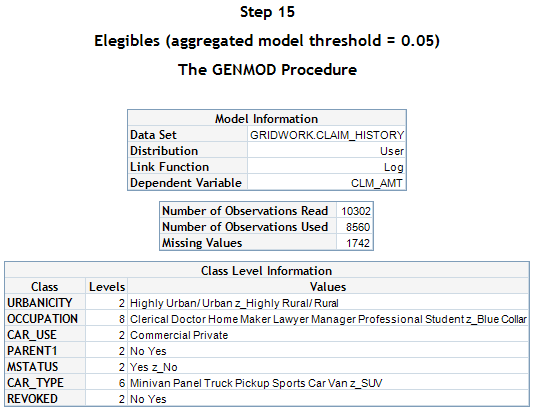 Step 15
Elegibles (aggregated model threshold = 0.05)
The GENMOD Procedure
Model Information
Data Set GRIDWORK.CLAIM_HISTORY
Distribution User
Link Function Log
Dependent Variable CLM_AMT
Number of Observations Read 10302
Number of Observations Used 8560
Missing Values 1742
Class Level Information
Class Levels Values
URBANICITY 2 Highly Urban/ Urban z_Highly Rural/ Rural
OCCUPATION 8 Clerical Doctor Home Maker Lawyer Manager Professional Student z_Blue Collar
CAR_USE 2 Commercial Private
PARENT1 2 No Yes
MSTATUS 2 Yes z_No
CAR_TYPE 6 Minivan Panel Truck Pickup Sports Car Van z_SUV
REVOKED 2 No Yes